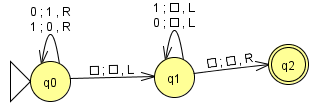 0 ; 1 , R
1 ; 0 , R
1 ; □ , L
0 ; □ , L
□ ; □ , L
□ ; □ , R
q0
q1
q2